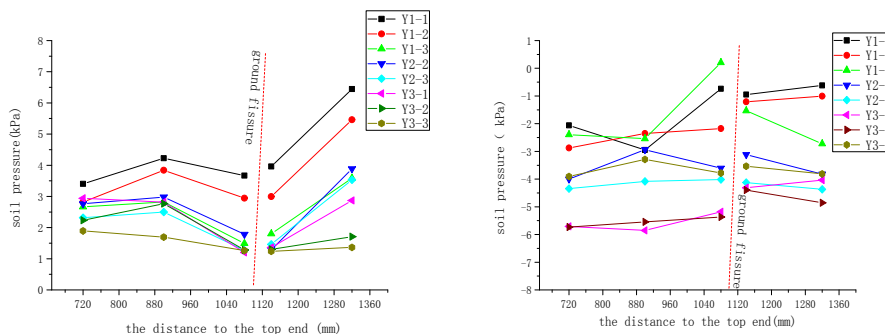 8
7
6
5
4
3
2
1
0
soil pressure(kPa)
720 800 880 960 1040 1120 1200 1280 1360
the distance to the top end(mm)
ground fissure
Y1-1
Y1-2
Y1-3
Y2-2
Y2-3
Y3-1
Y3-2
Y3-3
1
0
-1
-2
-3
-4
-5
-6
-7
-8
soil pressure ( kPa)
720 800 880 960 1040 1120 1200 1280 1360
the distance to the top end(mm)
ground fissure
Y1-
Y1-
Y1-
Y2-
Y2-
Y3-
Y3-
Y3-